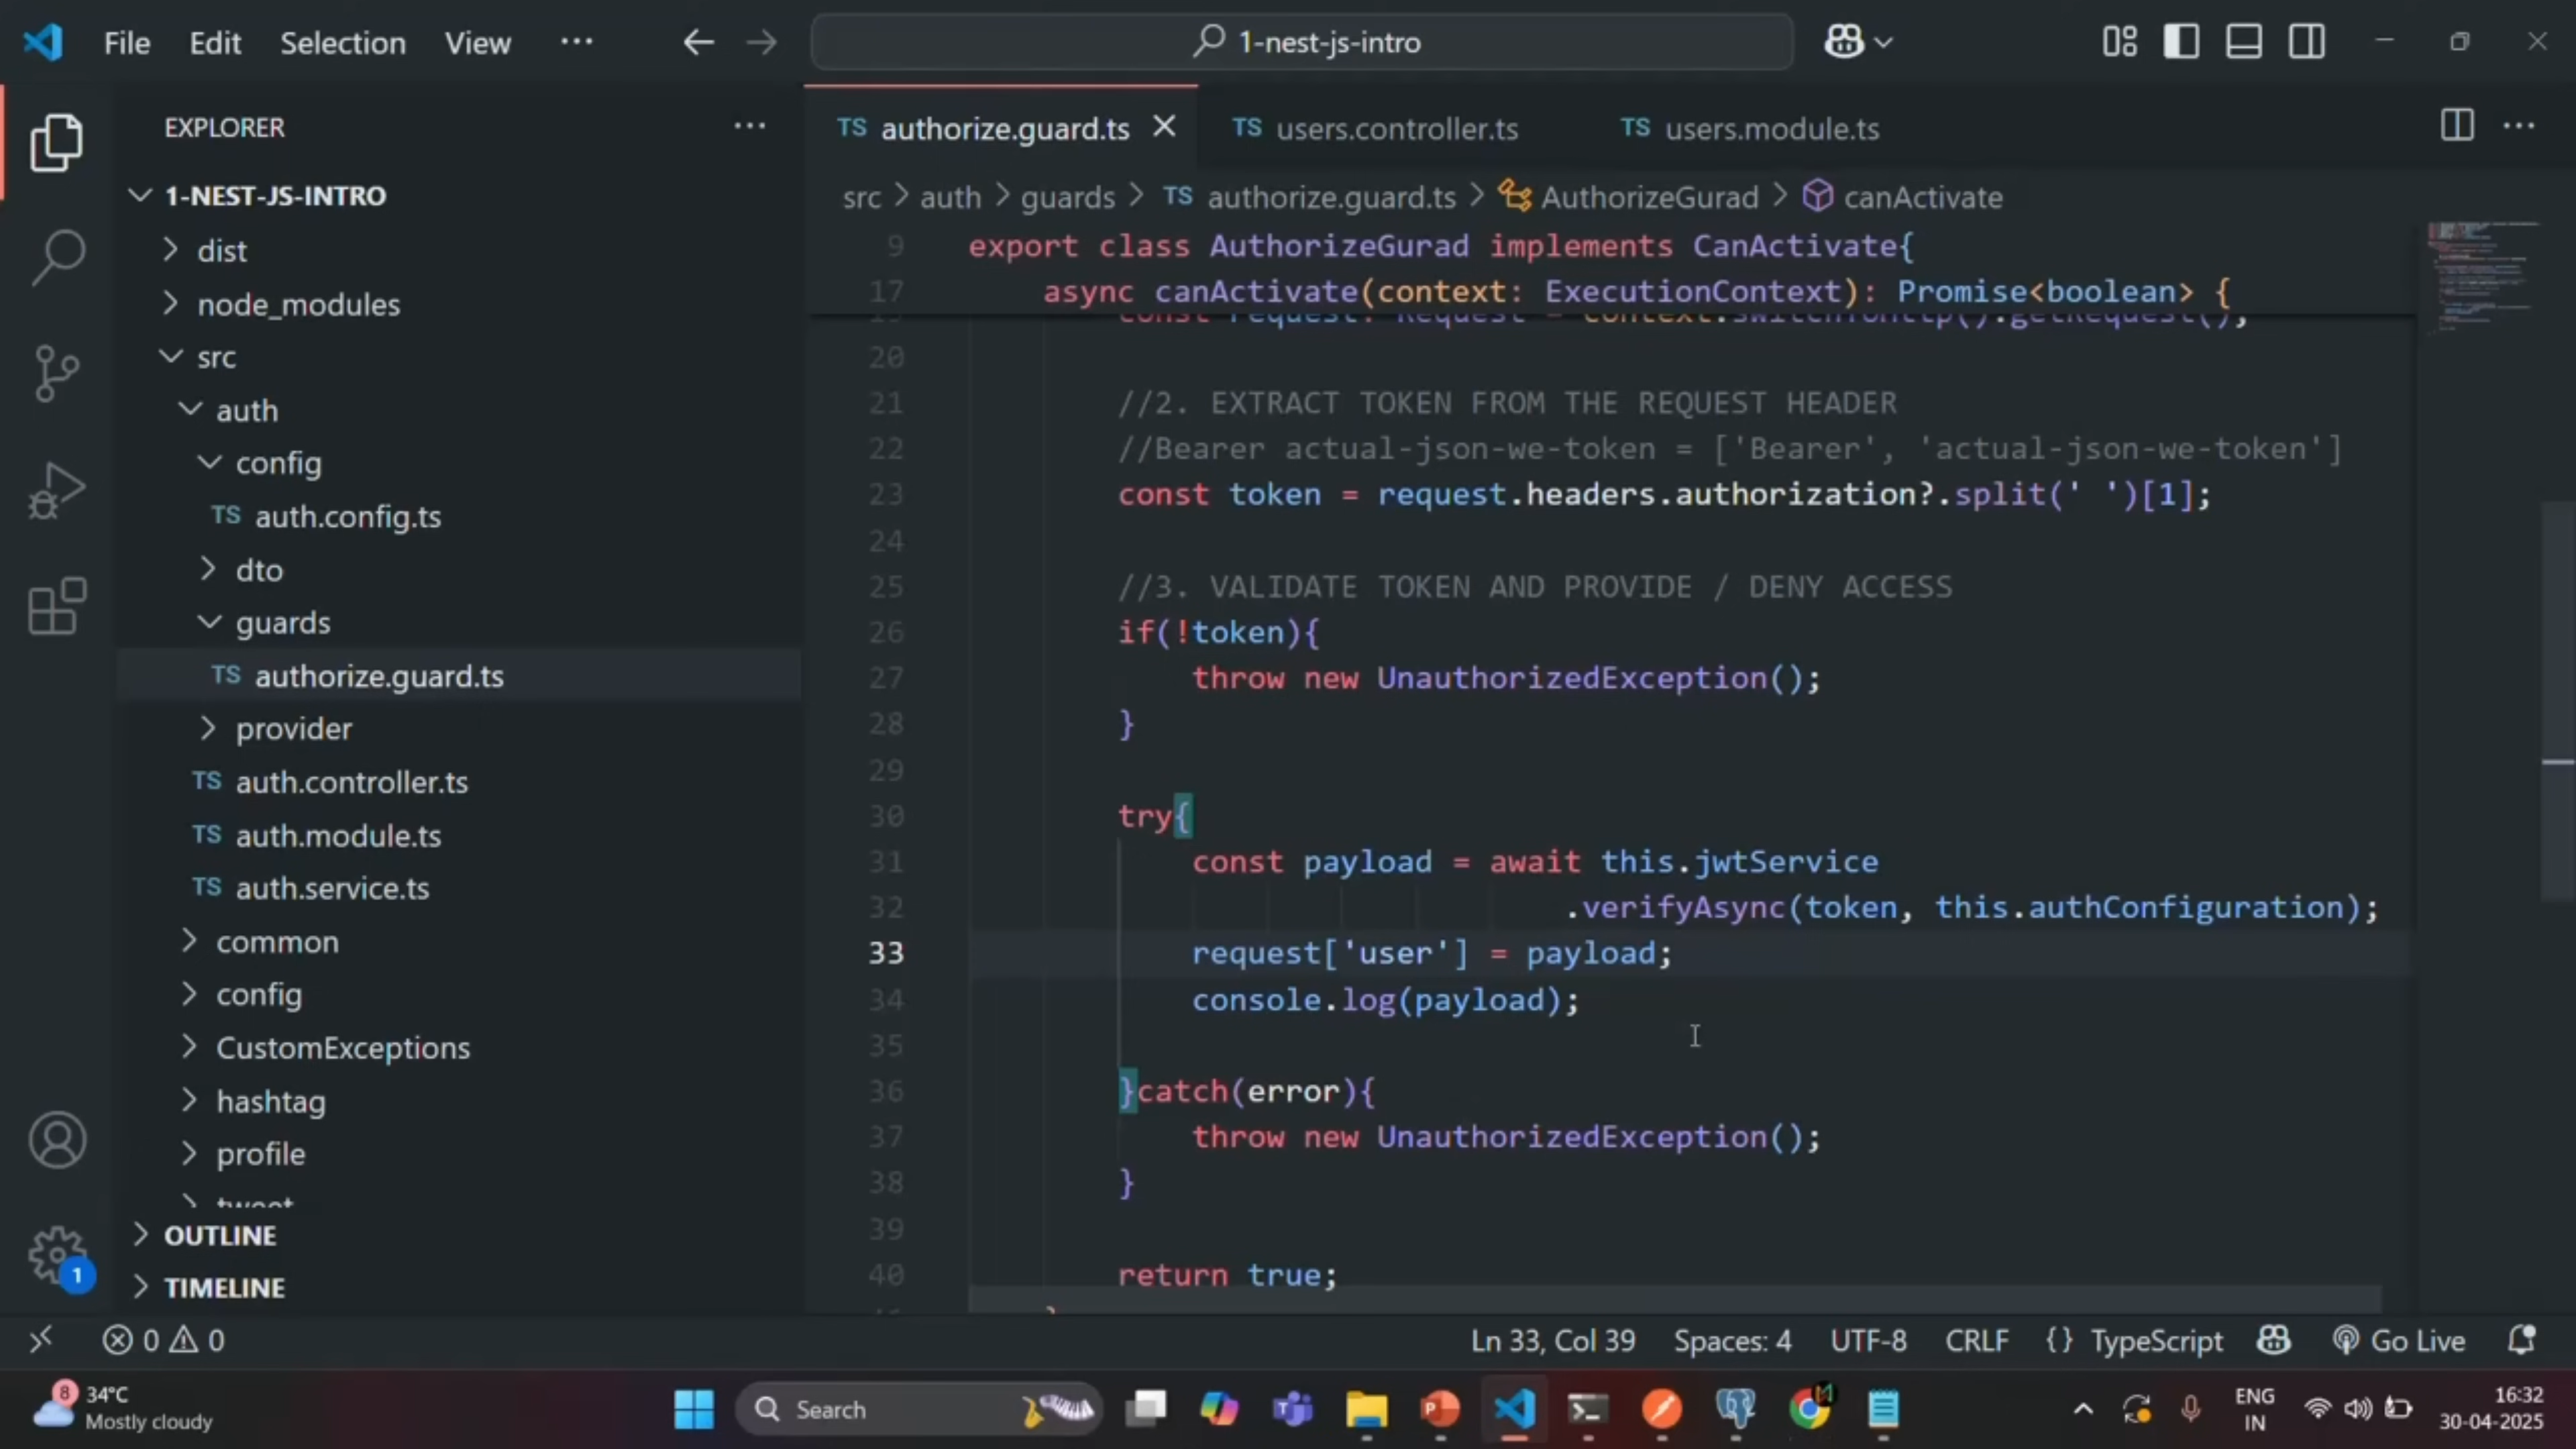 File Edit Selection View ...
1-nest-js-intro
EXPLORER ...
1-NEST-JS-INTRO
dist
node_modules
src
auth
config
TS auth.config.ts
dto
guards
TS authorize.guard.ts
provider
TS auth.controller.ts
TS auth.module.ts
TS auth.service.ts
common
config
CustomExceptions
hashtag
profile
tweet
OUTLINE
TIMELINE
1
TS authorize.guard.ts
TS users.controller.ts
TS users.module.ts
src > auth > guards > TS authorize.guard.ts > AuthorizeGurad > canActivate
9 export class AuthorizeGurad implements CanActivate{
17 async canActivate(context: ExecutionContext): Promise<boolean> {
const request: Request = context.switchToHttp().getRequest();
20
21 //2. EXTRACT TOKEN FROM THE REQUEST HEADER
22 //Bearer actual-json-we-token = ['Bearer', 'actual-json-we-token']
23 const token = request.headers.authorization?.split(' ')[1];
24
25 //3. VALIDATE TOKEN AND PROVIDE / DENY ACCESS
26 if(!token){
27 throw new UnauthorizedException();
28 }
29
30 try{
31 const payload = await this.jwtService
32 .verifyAsync(token, this.authConfiguration);
33 request['user'] = payload;
34 console.log(payload);
35
36 }catch(error){
37 throw new UnauthorizedException();
38 }
39
40 return true;
0 0
Ln 33, Col 39 Spaces: 4 UTF-8 CRLF {} TypeScript Go Live
8 34°C
Mostly cloudy
Search
ENG
IN
16:32
30-04-2025